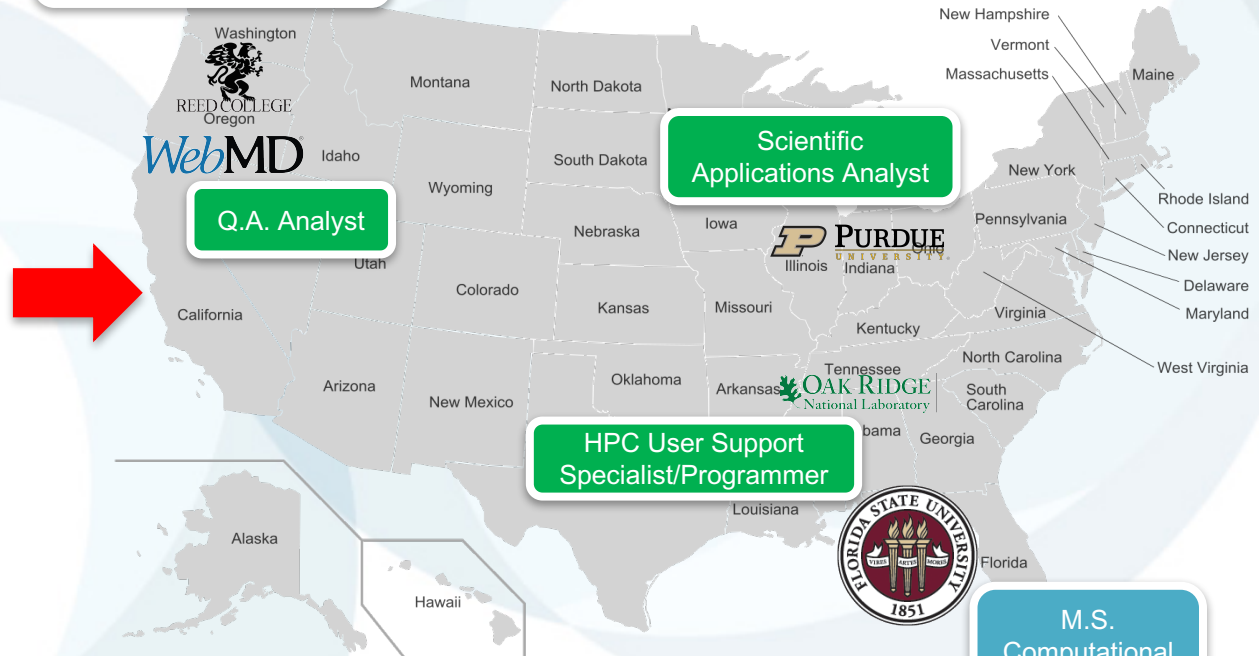 Washington
REED COLLEGE
Oregon
WebMD
Idaho
Montana
North Dakota
South Dakota
Wyoming
Nebraska
Iowa
Q.A. Analyst
Utah
Colorado
Kansas
Missouri
California
Arizona
New Mexico
Oklahoma
Arkansas
Scientific
Applications Analyst
PURDUE
UNIVERSITY
Ohio
Illinois
Indiana
Kentucky
Tennessee
OAK RIDGE
National Laboratory
HPC User Support
Specialist/Programmer
bama
Georgia
Louisiana
FLORIDA STATE UNIVERSITY
VIRES ARTES MORES
1851
Florida
M.S.
Computational
Alaska
Hawaii
New Hampshire
Vermont
Massachusetts
Maine
New York
Pennsylvania
Rhode Island
Connecticut
New Jersey
Delaware
Maryland
Virginia
West Virginia
North Carolina
South
Carolina